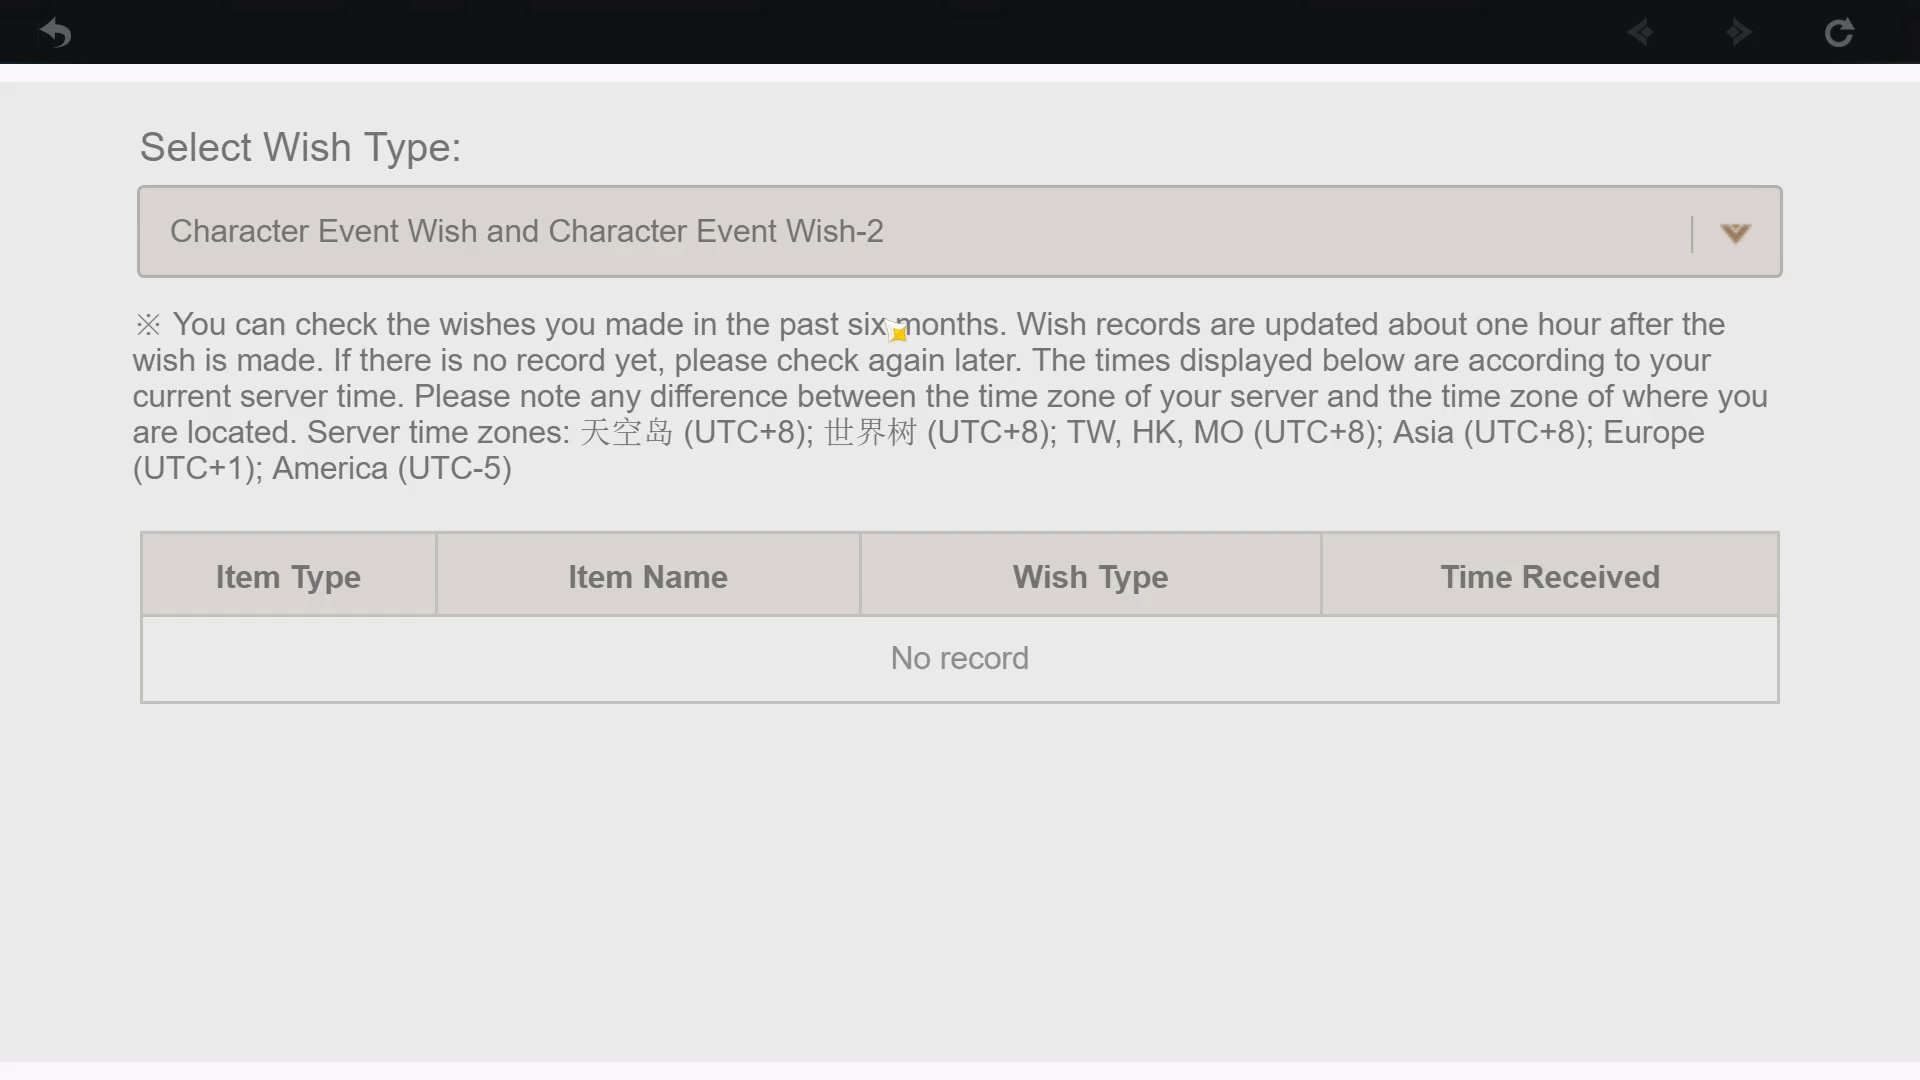 Select Wish Type:
Character Event Wish and Character Event Wish-2
※ You can check the wishes you made in the past six months. Wish records are updated about one hour after the
wish is made. If there is no record yet, please check again later. The times displayed below are according to your
current server time. Please note any difference between the time zone of your server and the time zone of where you
are located. Server time zones: 天空岛 (UTC+8); 世界树 (UTC+8); TW, HK, MO (UTC+8); Asia (UTC+8); Europe
(UTC+1); America (UTC-5)
Item Type Item Name Wish Type Time Received
No record